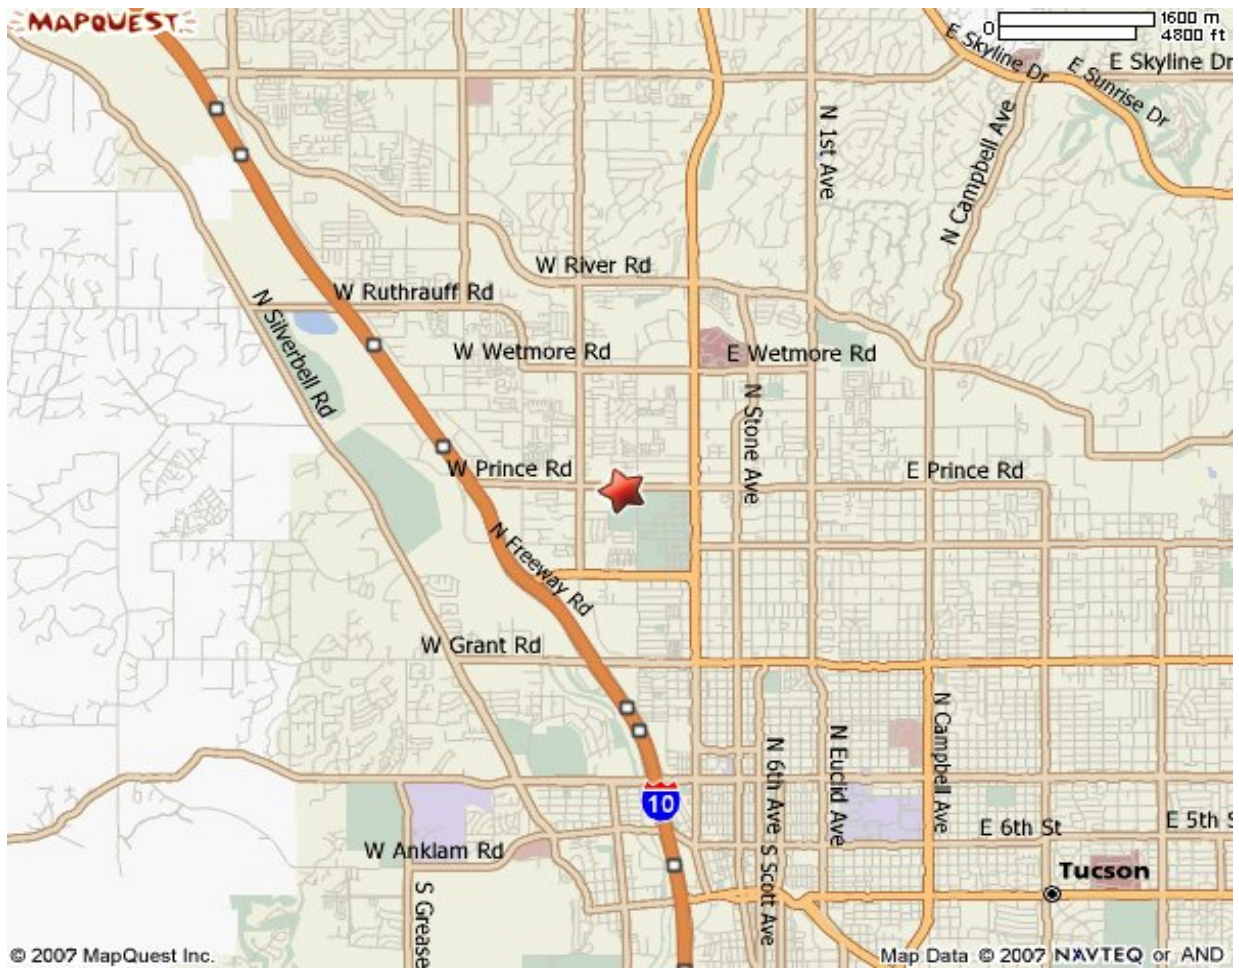 MAPQUEST
0
1600 m
4800 ft
E Skyline Dr
E Skyline Dr
E Sunrise Dr
N 1st Ave
N Campbell Ave
W River Rd
W Ruthrauff Rd
N Silverbell Rd
W Wetmore Rd
E Wetmore Rd
N Stone Ave
W Prince Rd
E Prince Rd
N Freeway Rd
W Grant Rd
N 6th Ave
N Euclid Ave
N Campbell Ave
10
E 6th St
E 5th S
W Anklam Rd
S Scott Ave
Tucson
S Grease
© 2007 MapQuest Inc.
Map Data © 2007 NAVTEQ or AND